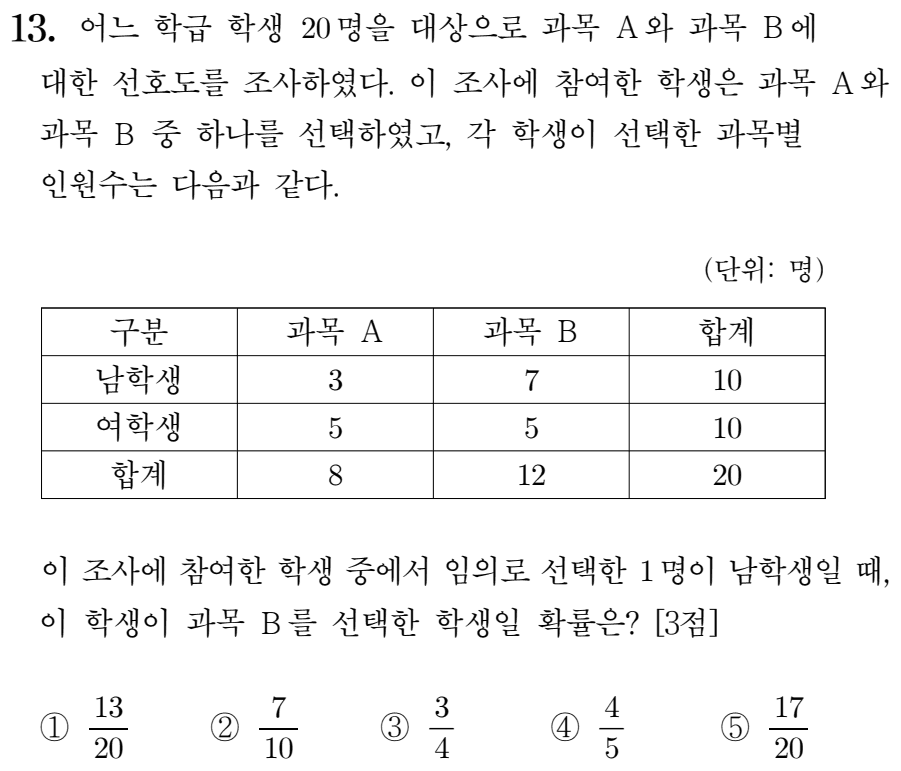 13. 어느 학급 학생 20명을 대상으로 과목 A와 과목 B에
대한 선호도를 조사하였다. 이 조사에 참여한 학생은 과목 A와
과목 B 중 하나를 선택하였고, 각 학생이 선택한 과목별
인원수는 다음과 같다.
(단위: 명)
구분 과목 A 과목 B 합계
남학생 3 7 10
여학생 5 5 10
합계 8 12 20
이 조사에 참여한 학생 중에서 임의로 선택한 1명이 남학생일 때,
이 학생이 과목 B를 선택한 학생일 확률은? [3점]
① 13/20 ② 7/10 ③ 3/4 ④ 4/5 ⑤ 17/20